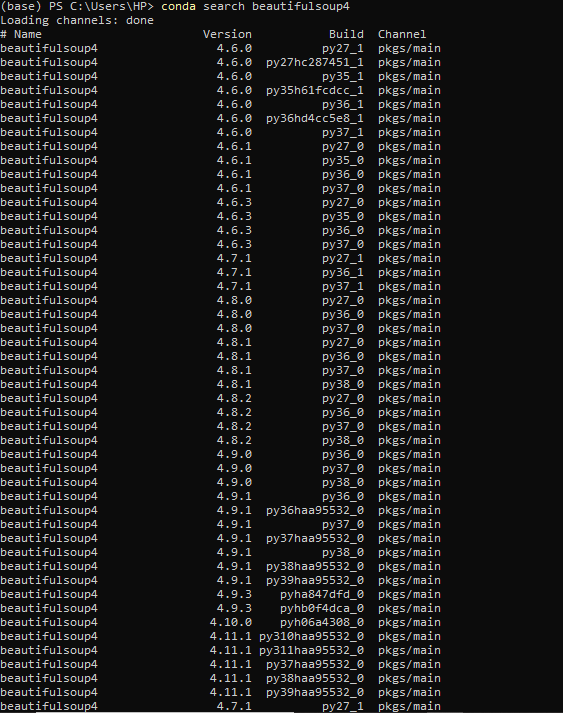 (base) PS C:\Users\HP> conda search beautifulsoup4
Loading channels: done
# Name Version Build Channel
beautifulsoup4 4.6.0 py27_1 pkgs/main
beautifulsoup4 4.6.0 py27hc287451_1 pkgs/main
beautifulsoup4 4.6.0 py35_1 pkgs/main
beautifulsoup4 4.6.0 py35h61fcdcc_1 pkgs/main
beautifulsoup4 4.6.0 py36_1 pkgs/main
beautifulsoup4 4.6.0 py36hd4cc5e8_1 pkgs/main
beautifulsoup4 4.6.0 py37_1 pkgs/main
beautifulsoup4 4.6.1 py27_0 pkgs/main
beautifulsoup4 4.6.1 py35_0 pkgs/main
beautifulsoup4 4.6.1 py36_0 pkgs/main
beautifulsoup4 4.6.1 py37_0 pkgs/main
beautifulsoup4 4.6.3 py27_0 pkgs/main
beautifulsoup4 4.6.3 py35_0 pkgs/main
beautifulsoup4 4.6.3 py36_0 pkgs/main
beautifulsoup4 4.6.3 py37_0 pkgs/main
beautifulsoup4 4.7.1 py27_1 pkgs/main
beautifulsoup4 4.7.1 py36_1 pkgs/main
beautifulsoup4 4.7.1 py37_1 pkgs/main
beautifulsoup4 4.8.0 py27_0 pkgs/main
beautifulsoup4 4.8.0 py36_0 pkgs/main
beautifulsoup4 4.8.0 py37_0 pkgs/main
beautifulsoup4 4.8.1 py27_0 pkgs/main
beautifulsoup4 4.8.1 py36_0 pkgs/main
beautifulsoup4 4.8.1 py37_0 pkgs/main
beautifulsoup4 4.8.1 py38_0 pkgs/main
beautifulsoup4 4.8.2 py27_0 pkgs/main
beautifulsoup4 4.8.2 py36_0 pkgs/main
beautifulsoup4 4.8.2 py37_0 pkgs/main
beautifulsoup4 4.8.2 py38_0 pkgs/main
beautifulsoup4 4.9.0 py36_0 pkgs/main
beautifulsoup4 4.9.0 py37_0 pkgs/main
beautifulsoup4 4.9.0 py38_0 pkgs/main
beautifulsoup4 4.9.1 py36_0 pkgs/main
beautifulsoup4 4.9.1 py36haa95532_0 pkgs/main
beautifulsoup4 4.9.1 py37_0 pkgs/main
beautifulsoup4 4.9.1 py37haa95532_0 pkgs/main
beautifulsoup4 4.9.1 py38_0 pkgs/main
beautifulsoup4 4.9.1 py38haa95532_0 pkgs/main
beautifulsoup4 4.9.1 py39haa95532_0 pkgs/main
beautifulsoup4 4.9.3 pyha847dfd_0 pkgs/main
beautifulsoup4 4.9.3 pyhb0f4dca_0 pkgs/main
beautifulsoup4 4.10.0 pyh06a4308_0 pkgs/main
beautifulsoup4 4.11.1 py310haa95532_0 pkgs/main
beautifulsoup4 4.11.1 py311haa95532_0 pkgs/main
beautifulsoup4 4.11.1 py37haa95532_0 pkgs/main
beautifulsoup4 4.11.1 py38haa95532_0 pkgs/main
beautifulsoup4 4.11.1 py39haa95532_0 pkgs/main
beautifulsoup4 4.7.1 py27_1 pkgs/main